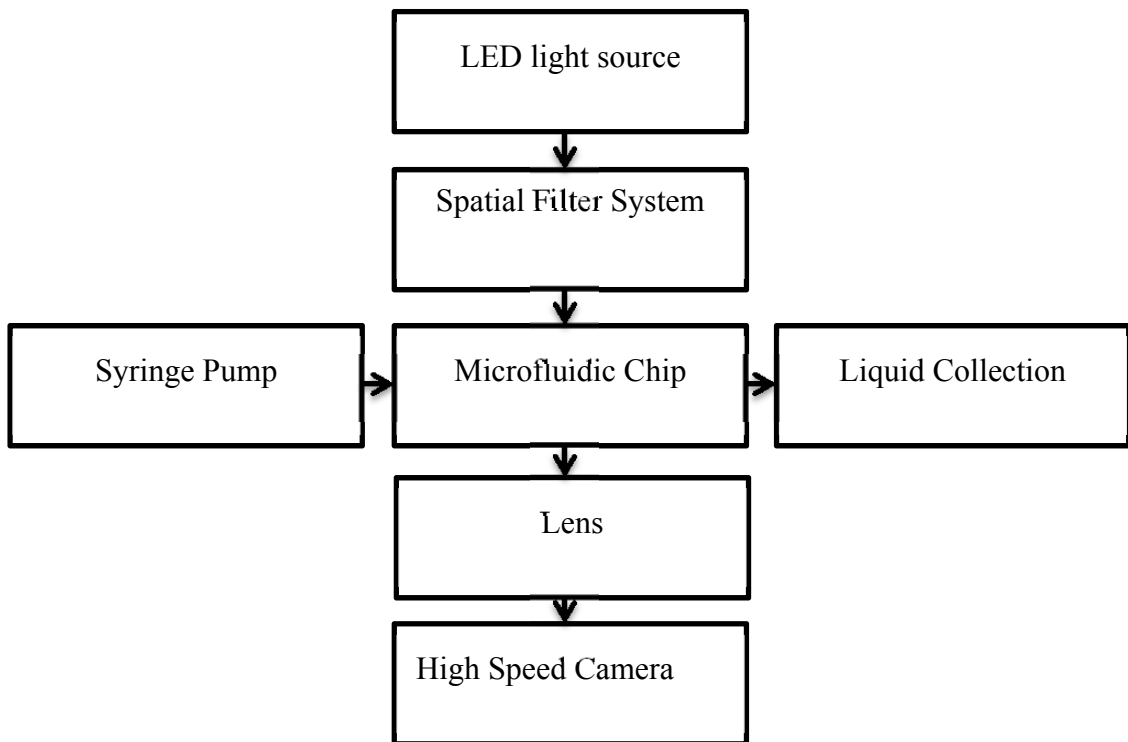 LED light source
Spatial Filter System
Syringe Pump
Microfluidic Chip
Liquid Collection
Lens
High Speed Camera